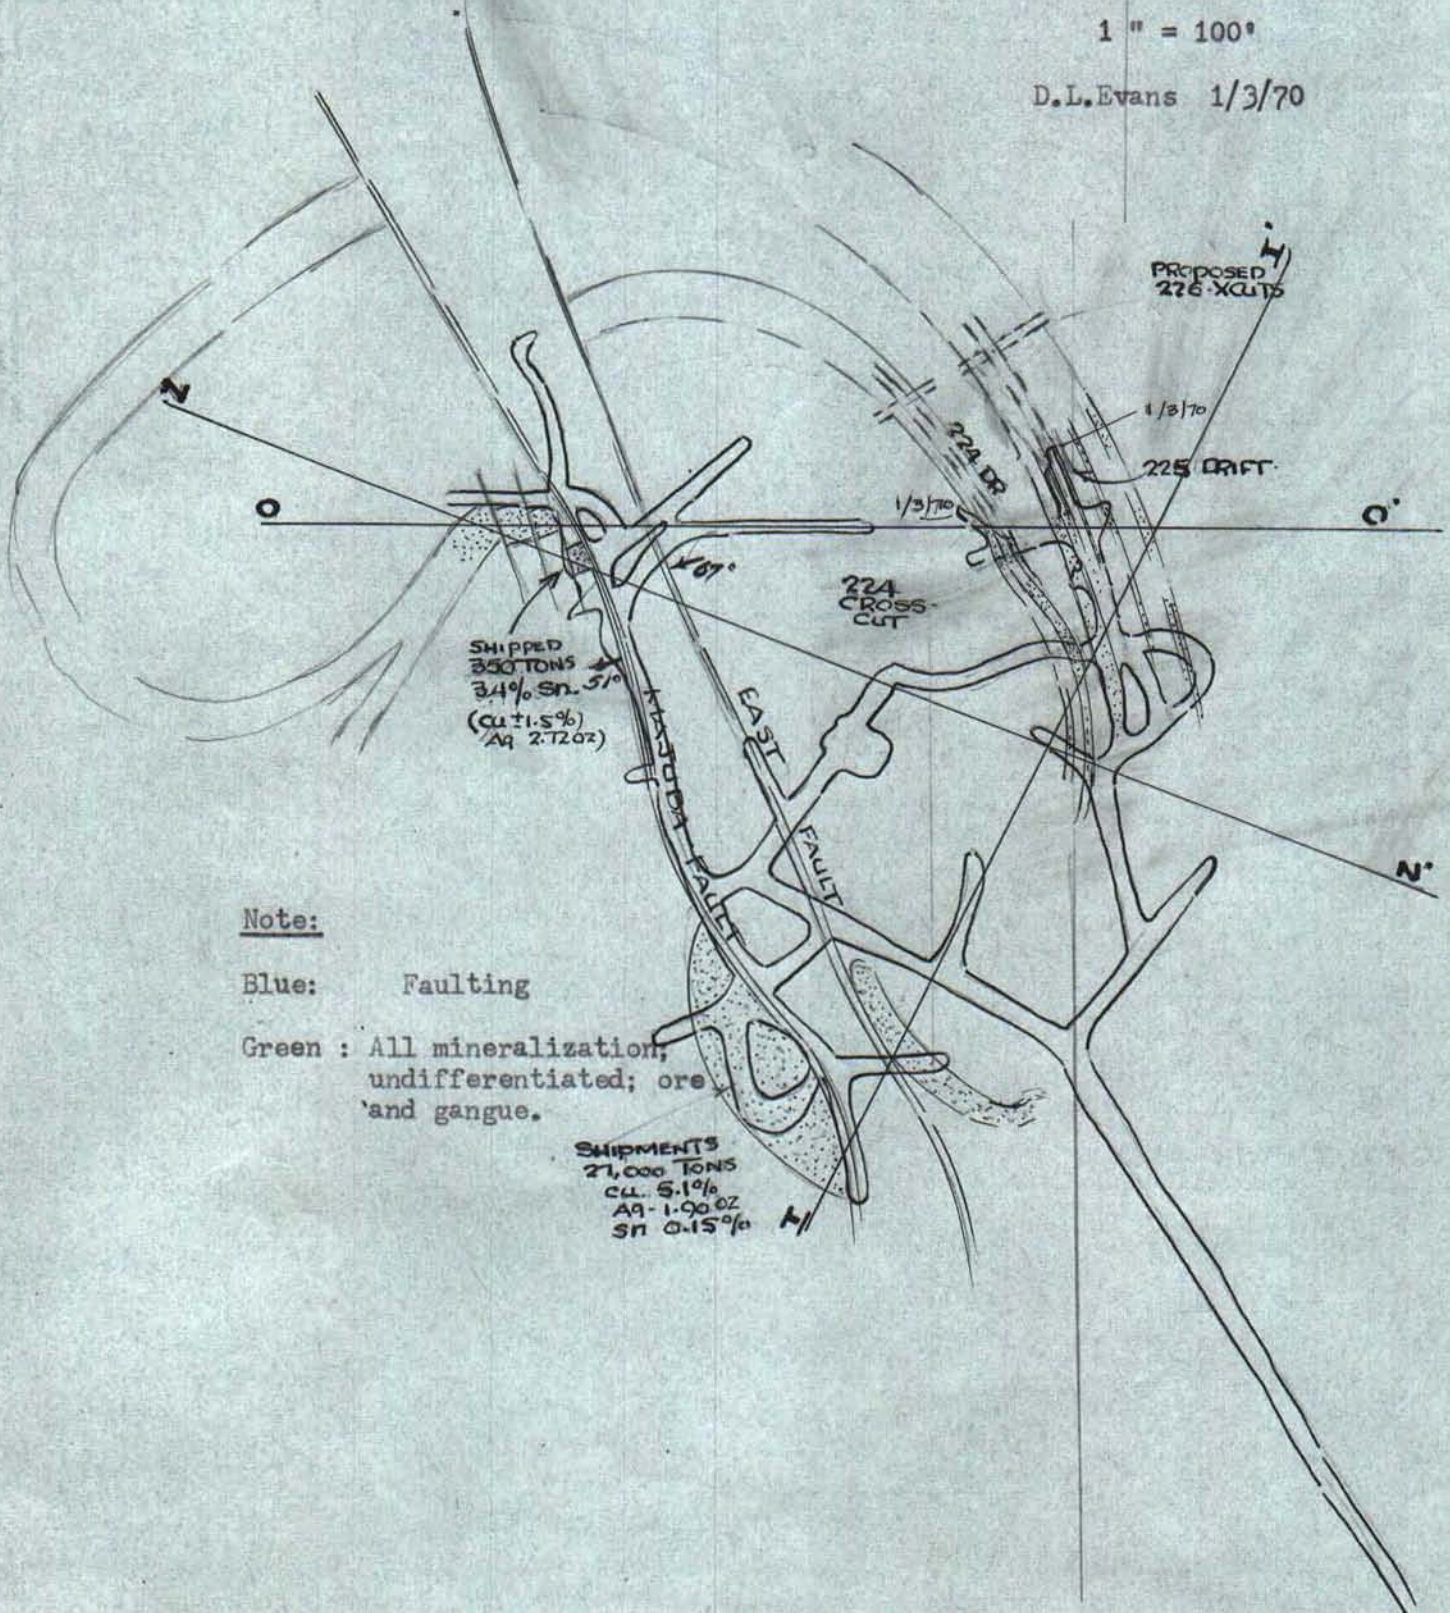 1 " = 100'
D.L.Evans 1/3/70
I'
PROPOSED
226-XCUTS
N
1/3/70
224 DR
225 DRIFT
1/3/70
O
O'
67°
224
CROSS-
CUT
SHIPPED
350 TONS
3.4% Sn.
51°
(Cu ±1.5%)
Ag 2.72 oz)
MAJUBA FAULT
EAST FAULT
N'
Note:
Blue: Faulting
Green : All mineralization,
undifferentiated; ore
and gangue.
SHIPMENTS
27,000 TONS
Cu. 5.1%
Ag - 1.90 oz
Sn 0.15%
I